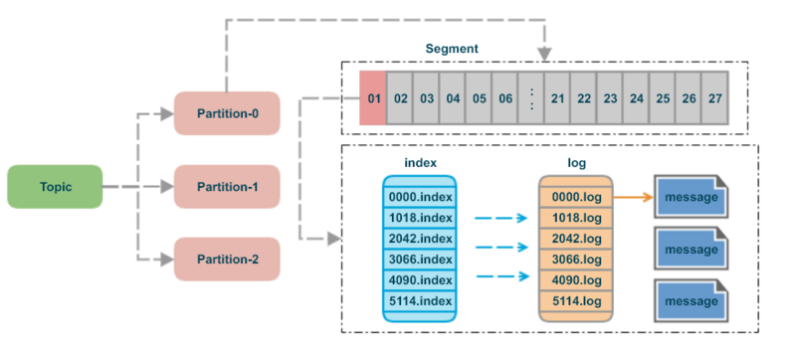 Segment
01 02 03 04 05 06 : : 21 22 23 24 25 26 27
Partition-0
Topic
Partition-1
Partition-2
index
log
0000.index
0000.log
message
1018.index
1018.log
2042.index
2042.log
message
3066.index
3066.log
4090.index
4090.log
5114.index
5114.log
message